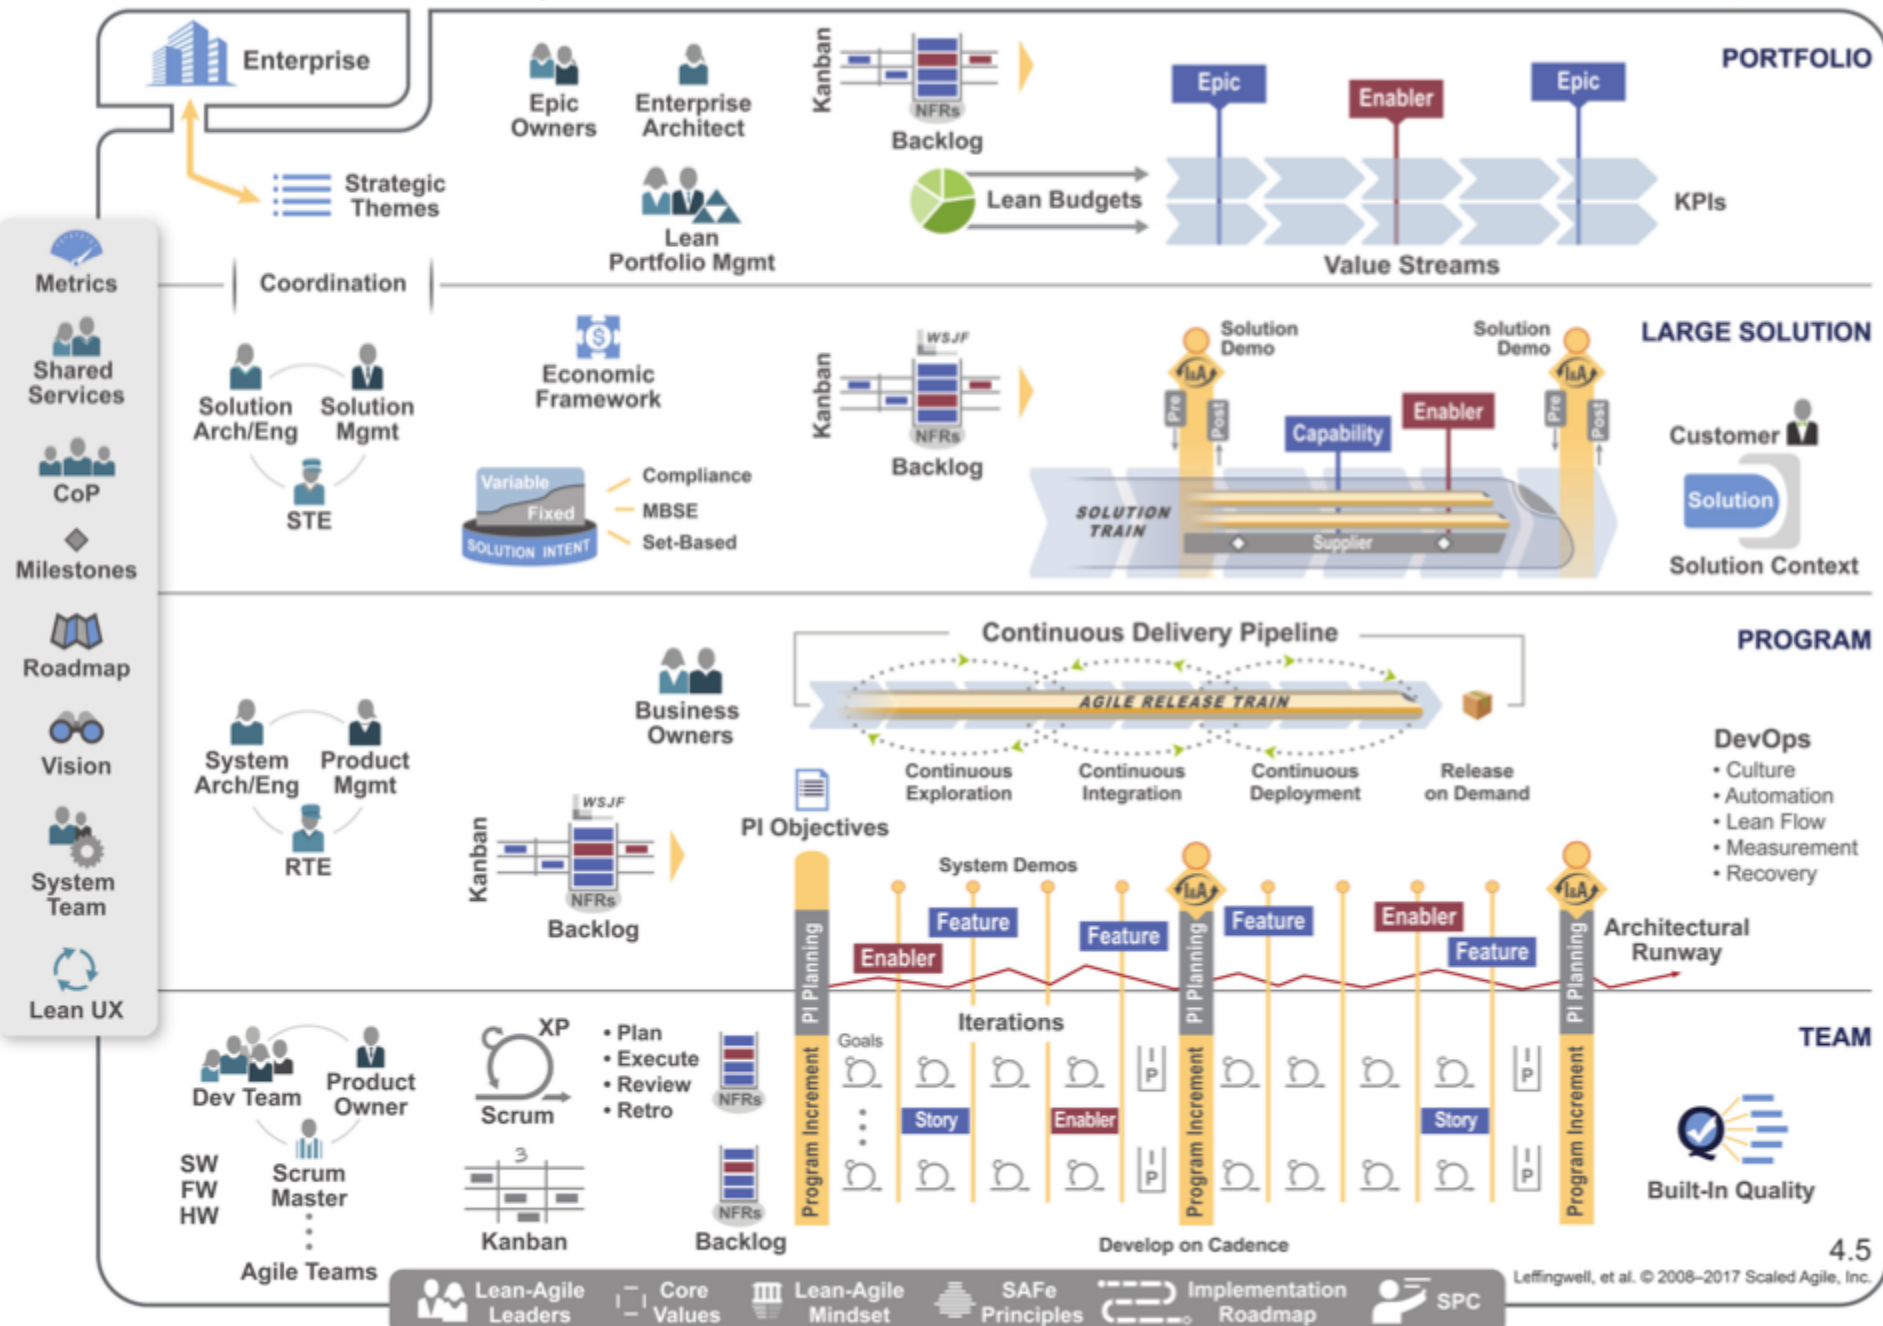 Enterprise
Strategic
Themes
Epic
Owners
Enterprise
Architect
Lean
Portfolio Mgmt
Kanban
NFRs
Backlog
Lean Budgets
Epic
Enabler
Epic
KPIs
Value Streams
PORTFOLIO
Metrics
Shared
Services
CoP
Milestones
Roadmap
Vision
System
Team
Lean UX
Coordination
Solution
Arch/Eng
Solution
Mgmt
STE
Economic
Framework
Variable
Fixed
SOLUTION INTENT
Compliance
MBSE
Set-Based
Kanban
WSJF
NFRs
Backlog
Solution
Demo
I&A
Pre
Post
Capability
Enabler
Solution
Demo
I&A
Pre
Post
SOLUTION
TRAIN
Supplier
LARGE SOLUTION
Customer
Solution
Solution Context
System
Arch/Eng
Product
Mgmt
RTE
Business
Owners
Kanban
WSJF
NFRs
Backlog
Continuous Delivery Pipeline
AGILE RELEASE TRAIN
Continuous
Exploration
Continuous
Integration
Continuous
Deployment
Release
on Demand
PROGRAM
DevOps
• Culture
• Automation
• Lean Flow
• Measurement
• Recovery
PI Objectives
System Demos
I&A
I&A
PI Planning
Enabler
Feature
Feature
PI Planning
Feature
Enabler
Feature
PI Planning
Architectural
Runway
Dev Team
Product
Owner
Scrum
Master
SW
FW
HW
Agile Teams
XP
Scrum
• Plan
• Execute
• Review
• Retro
3
Kanban
NFRs
NFRs
Backlog
Program Increment
Goals
Iterations
Story
Enabler
I
P
I
P
Program Increment
Story
I
P
I
P
Program Increment
Develop on Cadence
TEAM
Built-In Quality
4.5
Leffingwell, et al. © 2008–2017 Scaled Agile, Inc.
Lean-Agile
Leaders
Core
Values
Lean-Agile
Mindset
SAFe
Principles
Implementation
Roadmap
SPC